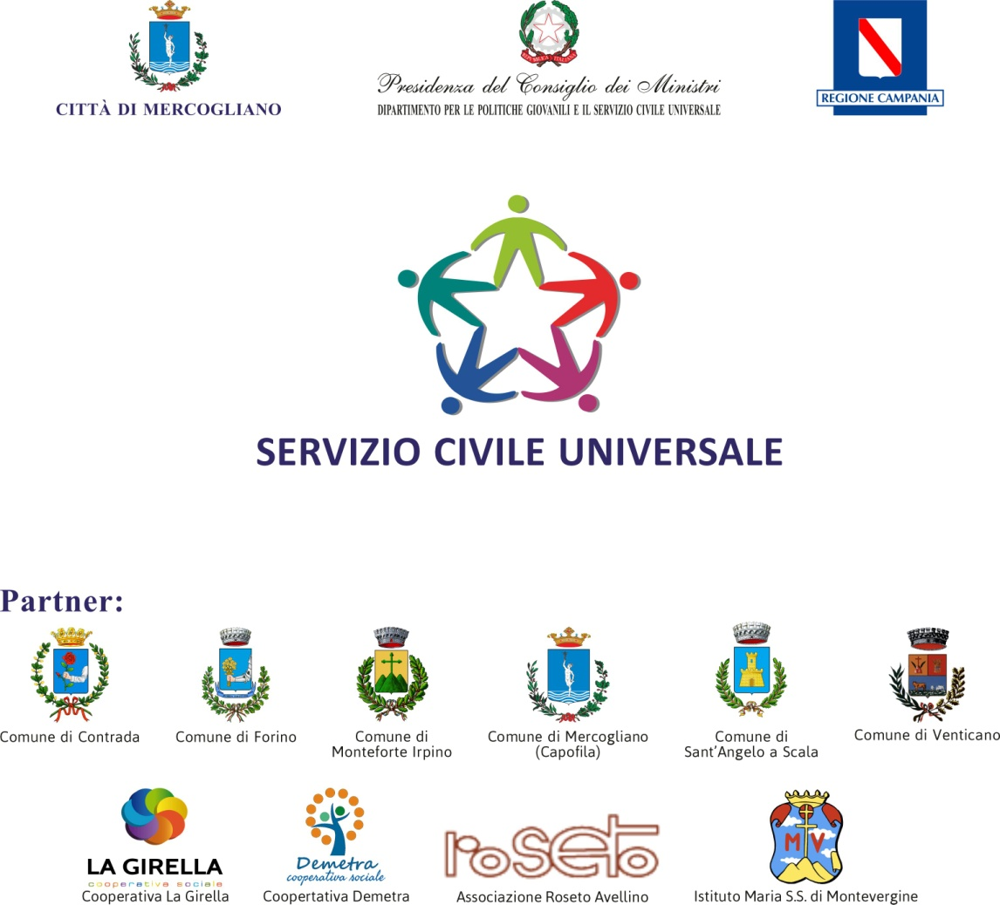 CITTÀ DI MERCOGLIANO
REPUBBLICA ITALIANA
Presidenza del Consiglio dei Ministri
DIPARTIMENTO PER LE POLITICHE GIOVANILI E IL SERVIZIO CIVILE UNIVERSALE
REGIONE CAMPANIA
SERVIZIO CIVILE UNIVERSALE
Partner:
Comune di Contrada
Comune di Forino
Comune di
Monteforte Irpino
Comune di Mercogliano
(Capofila)
Comune di
Sant'Angelo a Scala
Comune di Venticano
LA GIRELLA
cooperativa sociale
Cooperativa La Girella
Demetra
cooperativa sociale
Coopertativa Demetra
roseto
Associazione Roseto Avellino
M V
Istituto Maria S.S. di Montevergine